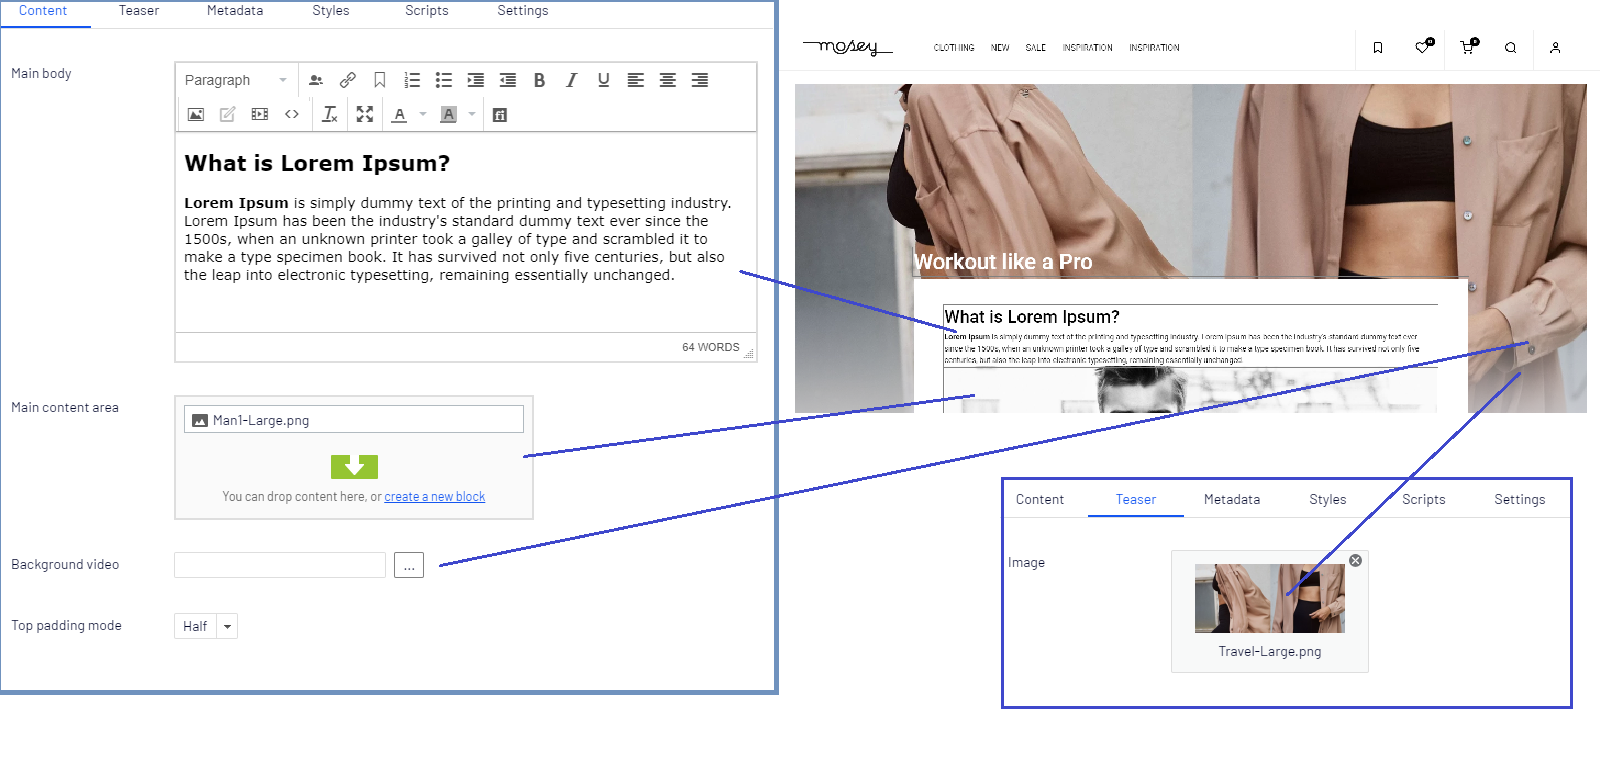 Content Teaser Metadata Styles Scripts Settings
Main body
Paragraph
What is Lorem Ipsum?
Lorem Ipsum is simply dummy text of the printing and typesetting industry.
Lorem Ipsum has been the industry's standard dummy text ever since the
1500s, when an unknown printer took a galley of type and scrambled it to
make a type specimen book. It has survived not only five centuries, but also
the leap into electronic typesetting, remaining essentially unchanged.
64 WORDS
Main content area
Man1-Large.png
You can drop content here, or create a new block
Background video
...
Top padding mode
Half
mosey
CLOTHING NEW SALE INSPIRATION INSPIRATION
Workout like a Pro
What is Lorem Ipsum?
Lorem Ipsum is simply dummy text of the printing and typesetting industry. Lorem Ipsum has been the industry's standard dummy text ever
since the 1500s, when an unknown printer took a galley of type and scrambled it to make a type specimen book. It has survived not only five
centuries, but also the leap into electronic typesetting, remaining essentially unchanged.
Content Teaser Metadata Styles Scripts Settings
Image
Travel-Large.png